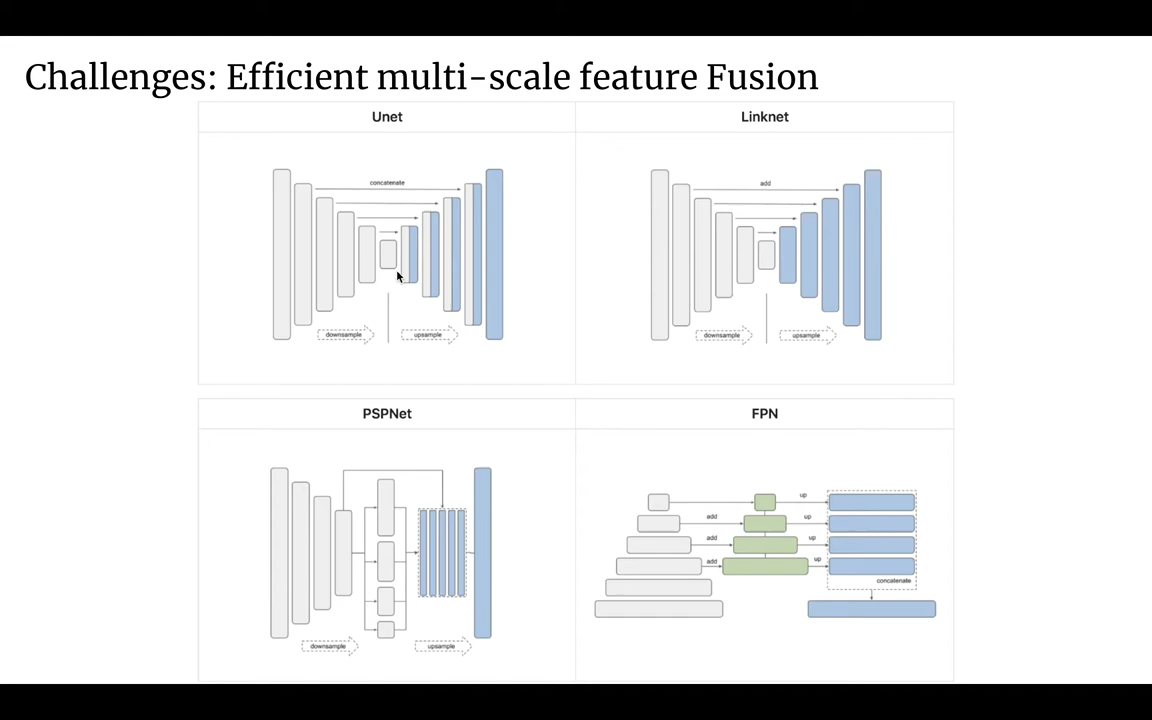 Challenges: Efficient multi-scale feature Fusion
Unet
Linknet
concatenate
add
downsample
upsample
downsample
upsample
PSPNet
FPN
up
add
up
add
up
add
up
concatenate
downsample
upsample